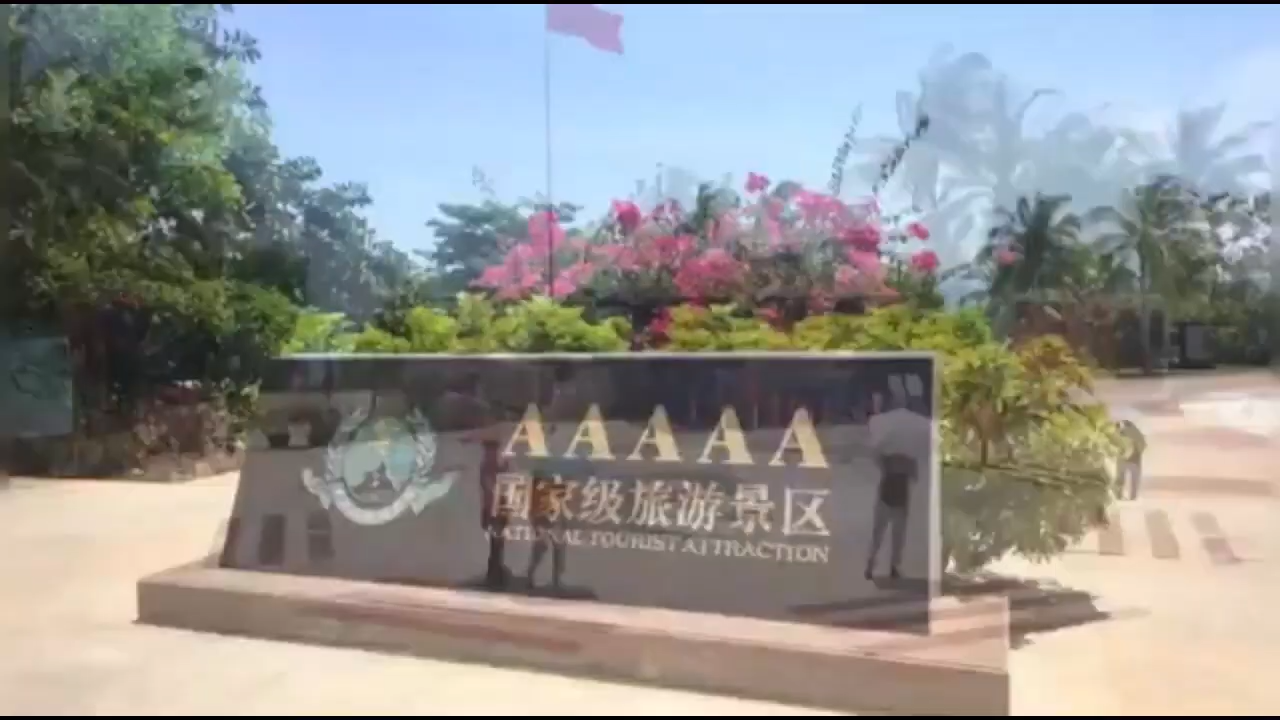 AAAAA
国家级旅游景区
NATIONAL TOURIST ATTRACTION